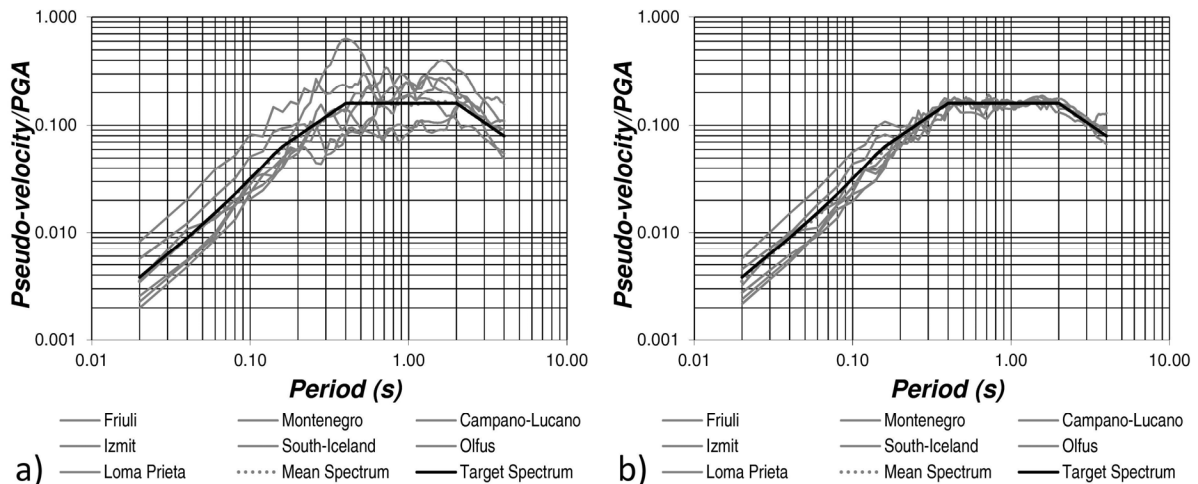 1.000
0.100
0.010
0.001
Pseudo-velocity/PGA
0.01 0.10 1.00 10.00
Period (s)
Friuli Montenegro Campano-Lucano
Izmit South-Iceland Olfus
Loma Prieta Mean Spectrum Target Spectrum
a)
1.000
0.100
0.010
0.001
Pseudo-velocity/PGA
0.01 0.10 1.00 10.00
Period (s)
Friuli Montenegro Campano-Lucano
Izmit South-Iceland Olfus
Loma Prieta Mean Spectrum Target Spectrum
b)